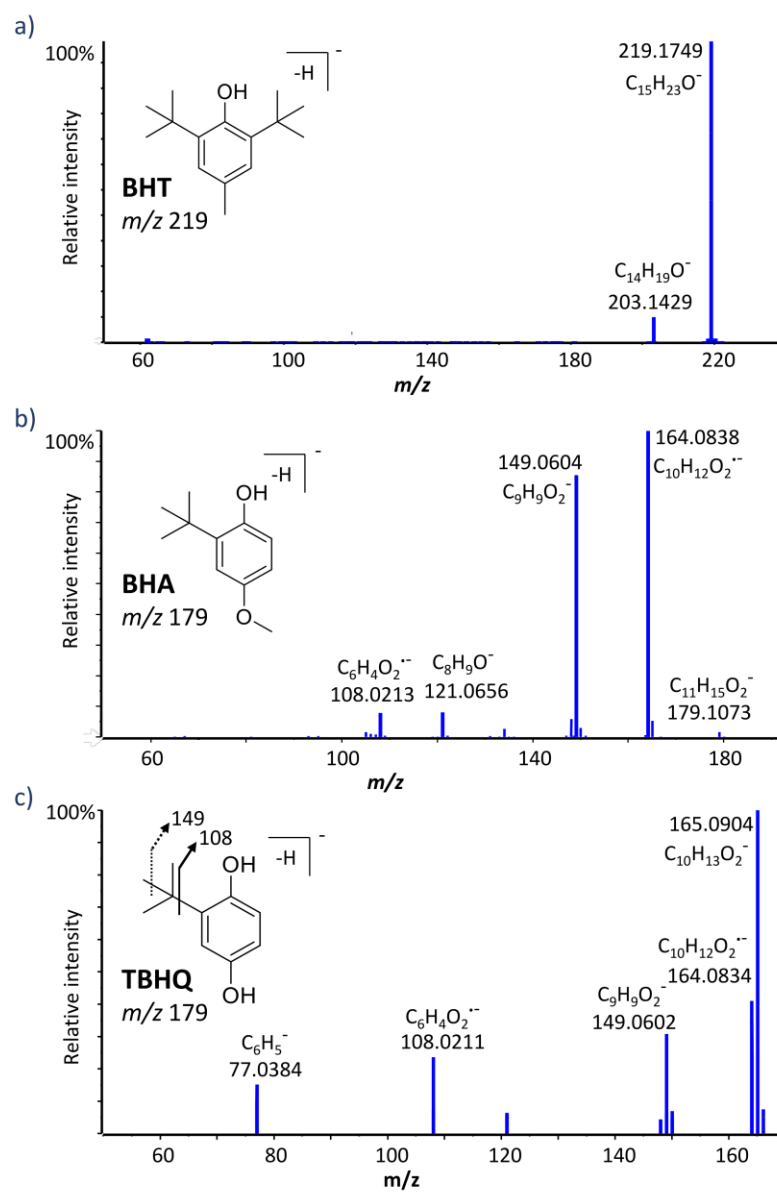 a)
100%
Relative intensity
OH
-H
-
BHT
m/z 219
219.1749
C₁₅H₂₃O⁻
C₁₄H₁₉O⁻
203.1429
60 100 140 180 220
m/z
b)
100%
Relative intensity
OH
-H
-
O
BHA
m/z 179
164.0838
C₁₀H₁₂O₂•⁻
149.0604
C₉H₉O₂⁻
C₆H₄O₂•⁻
108.0213
C₈H₉O⁻
121.0656
C₁₁H₁₅O₂⁻
179.1073
60 100 140 180
m/z
c)
100%
Relative intensity
149
108
OH
-H
-
OH
TBHQ
m/z 179
165.0904
C₁₀H₁₃O₂⁻
C₁₀H₁₂O₂•⁻
164.0834
C₉H₉O₂⁻
149.0602
C₆H₄O₂•⁻
108.0211
C₆H₅⁻
77.0384
60 80 100 120 140 160
m/z